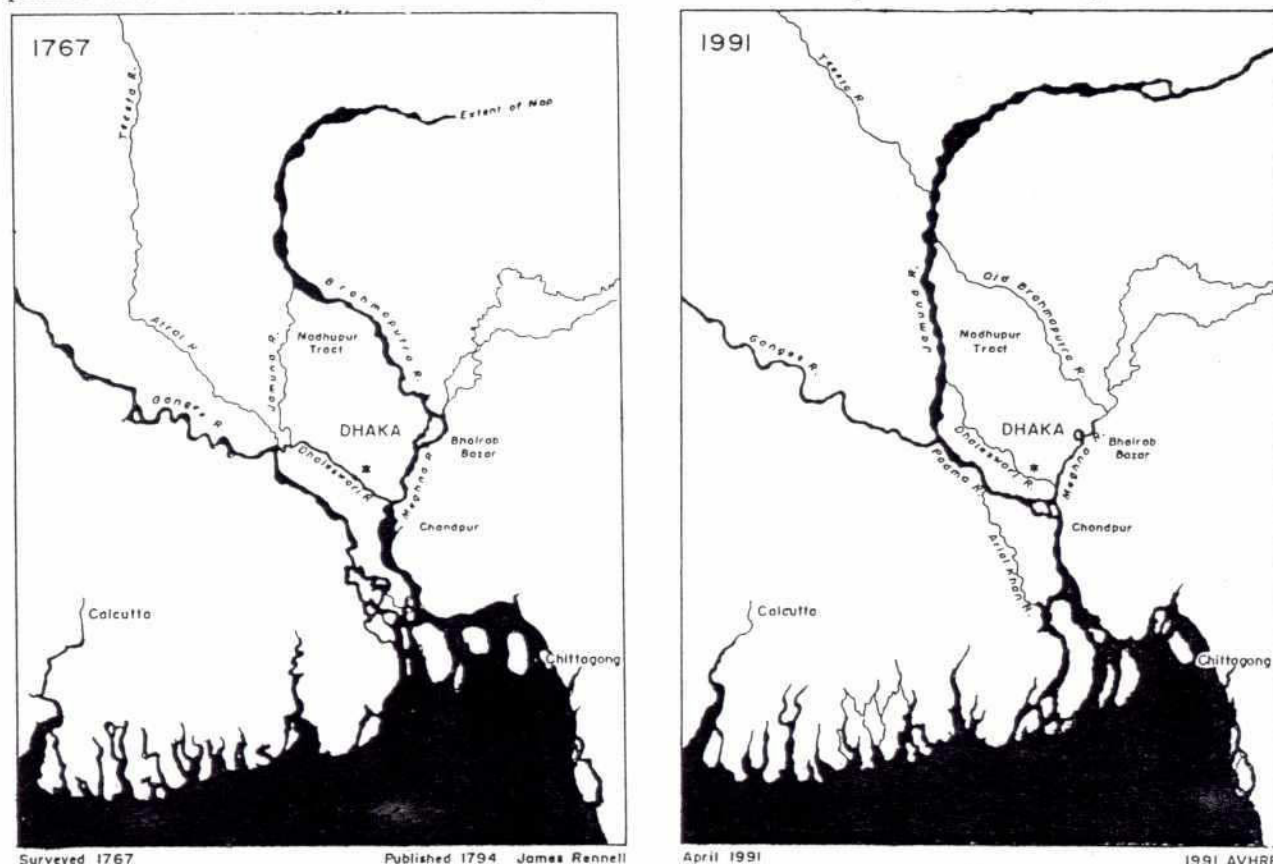 1767
Teesta R.
Extent of Map
Brahmaputra R.
Atrai R.
Jamuna R.
Madhupur
Tract
Ganges R.
DHAKA
Dhaleswari R.
Bhairab
Bazar
Meghna R.
Chandpur
Calcutta
Chittagong
Surveyed 1767
Published 1794 James Rennell
1991
Teesta R.
Old Brahmaputra R.
Jamuna R.
Madhupur
Tract
Ganges R.
DHAKA
Dhaleswari R.
Bhairab
Bazar
Meghna R.
Padma R.
Chandpur
Arial Khan R.
Calcutta
Chittagong
April 1991